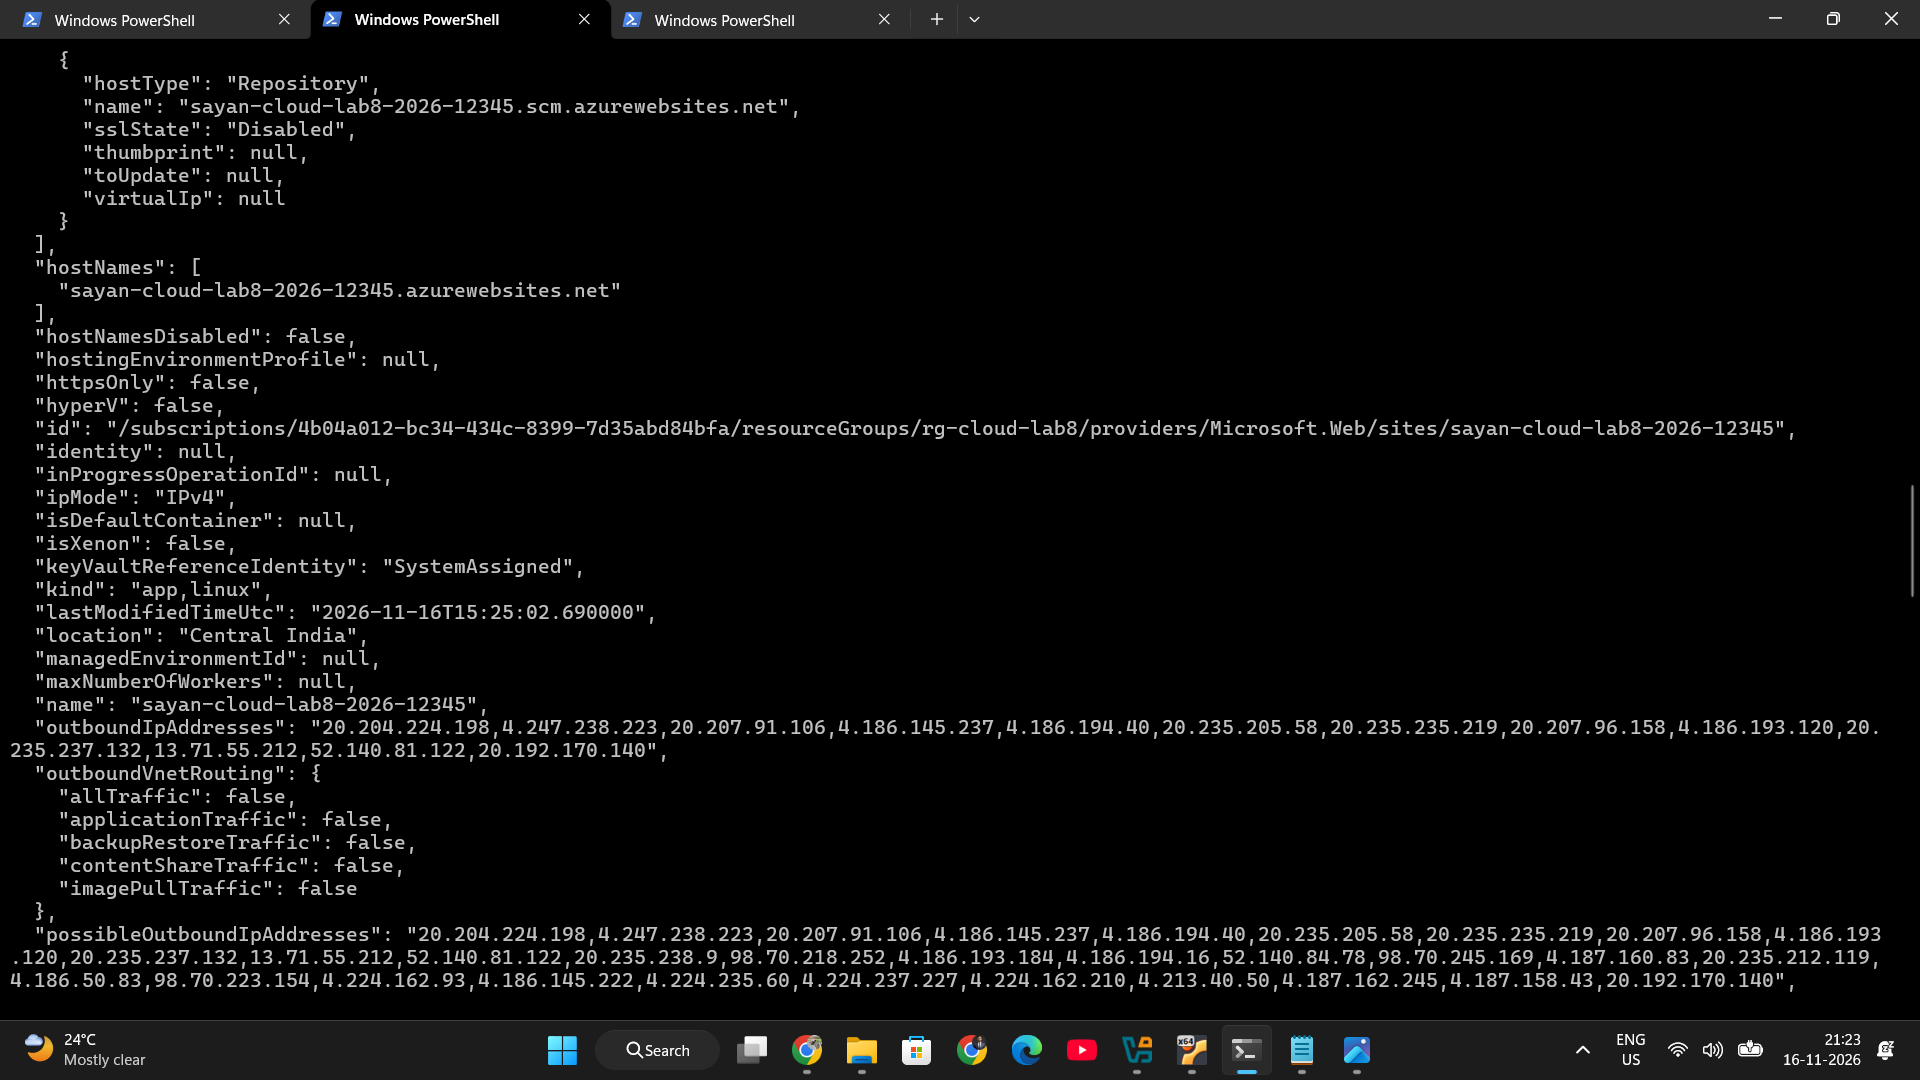 Windows PowerShell
Windows PowerShell
Windows PowerShell
{
"hostType": "Repository",
"name": "sayan-cloud-lab8-2026-12345.scm.azurewebsites.net",
"sslState": "Disabled",
"thumbprint": null,
"toUpdate": null,
"virtualIp": null
}
],
"hostNames": [
"sayan-cloud-lab8-2026-12345.azurewebsites.net"
],
"hostNamesDisabled": false,
"hostingEnvironmentProfile": null,
"httpsOnly": false,
"hyperV": false,
"id": "/subscriptions/4b04a012-bc34-434c-8399-7d35abd84bfa/resourceGroups/rg-cloud-lab8/providers/Microsoft.Web/sites/sayan-cloud-lab8-2026-12345",
"identity": null,
"inProgressOperationId": null,
"ipMode": "IPv4",
"isDefaultContainer": null,
"isXenon": false,
"keyVaultReferenceIdentity": "SystemAssigned",
"kind": "app,linux",
"lastModifiedTimeUtc": "2026-11-16T15:25:02.690000",
"location": "Central India",
"managedEnvironmentId": null,
"maxNumberOfWorkers": null,
"name": "sayan-cloud-lab8-2026-12345",
"outboundIpAddresses": "20.204.224.198,4.247.238.223,20.207.91.106,4.186.145.237,4.186.194.40,20.235.205.58,20.235.235.219,20.207.96.158,4.186.193.120,20.
235.237.132,13.71.55.212,52.140.81.122,20.192.170.140",
"outboundVnetRouting": {
"allTraffic": false,
"applicationTraffic": false,
"backupRestoreTraffic": false,
"contentShareTraffic": false,
"imagePullTraffic": false
},
"possibleOutboundIpAddresses": "20.204.224.198,4.247.238.223,20.207.91.106,4.186.145.237,4.186.194.40,20.235.205.58,20.235.235.219,20.207.96.158,4.186.193
.120,20.235.237.132,13.71.55.212,52.140.81.122,20.235.238.9,98.70.218.252,4.186.193.184,4.186.194.16,52.140.84.78,98.70.245.169,4.187.160.83,20.235.212.119,
4.186.50.83,98.70.223.154,4.224.162.93,4.186.145.222,4.224.235.60,4.224.237.227,4.224.162.210,4.213.40.50,4.187.162.245,4.187.158.43,20.192.170.140",
24°C
Mostly clear
Search
x64
ENG
US
21:23
16-11-2026